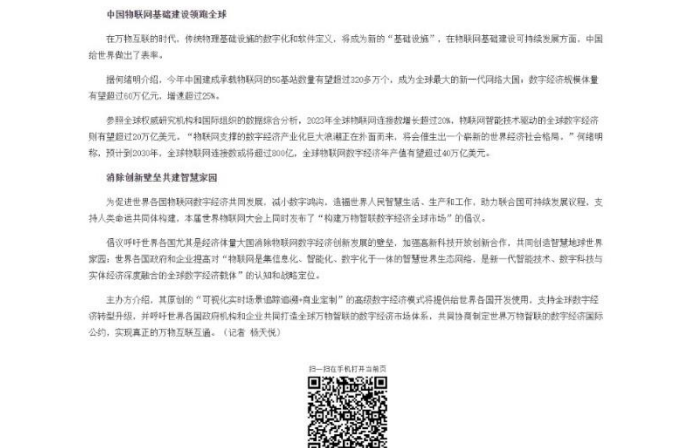 中国物联网基础建设领跑全球
在万物互联的时代，传统物理基础设施的数字化和软件定义，将成为新的“基础设施”，在物联网基础建设可持续发展方面，中国
给世界做出了表率。
据何绪明介绍，今年中国建成承载物联网的5G基站数量有望超过320多万个，成为全球最大的新一代网络大国；数字经济规模体量
有望超过66万亿元，增速超过25%。
参照全球权威研究机构和国际组织的数据综合分析，2023年全球物联网连接数增长超过20%，物联网智能技术驱动的全球数字经济
则有望超过20万亿美元。“物联网支撑的数字经济产业化巨大浪潮正在扑面而来，将会催生出一个崭新的世界经济社会格局。”何绪明
称，预计到2030年，全球物联网连接数或将超过800亿，全球物联网数字经济年产值有望超过40万亿美元。
消除创新壁垒共建智慧家园
为促进世界各国物联网数字经济共同发展，减小数字鸿沟，造福世界人民智慧生活、生产和工作，助力联合国可持续发展议程，支
持人类命运共同体构建，本届世界物联网大会上同时发布了“构建万物智联数字经济全球市场”的倡议。
倡议呼吁世界各国尤其是经济体量大国消除物联网数字经济创新发展的壁垒，加强高新科技开放创新合作，共同创造智慧地球世界
家园；世界各国政府和企业提高对“物联网是集信息化、智能化、数字化于一体的智慧世界生态网络，是新一代智能技术、数字科技与
实体经济深度融合的全球数字经济载体”的认知和战略定位。
主办方介绍，其原创的“可视化实时场景追踪追溯+商业定制”的高级数字经济模式将提供给世界各国开发使用，支持全球数字经
济转型升级，并呼吁世界各国政府机构和企业共同打造全球万物智联的数字经济市场体系，共同协商制定世界万物智联的数字经济国际
公约，实现真正的万物互联互通。（记者 杨天悦）
扫一扫在手机打开当前页